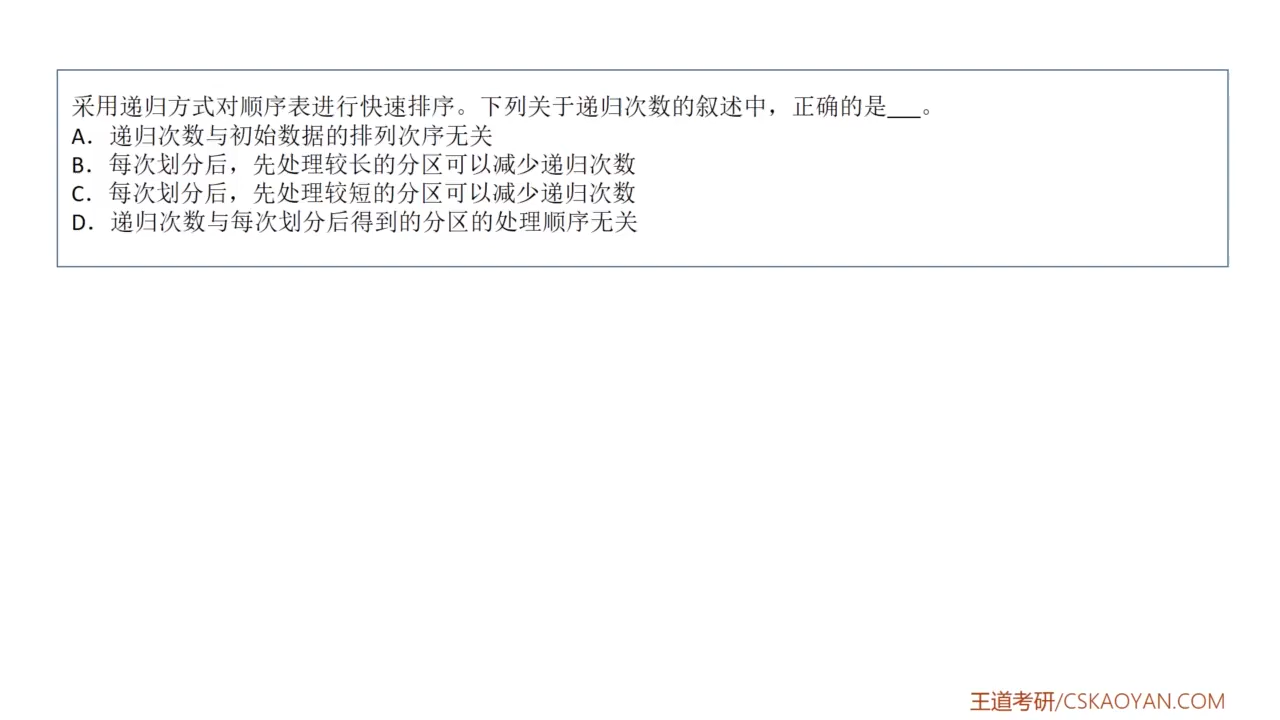 采用递归方式对顺序表进行快速排序。下列关于递归次数的叙述中，正确的是___。
A. 递归次数与初始数据的排列次序无关
B. 每次划分后，先处理较长的分区可以减少递归次数
C. 每次划分后，先处理较短的分区可以减少递归次数
D. 递归次数与每次划分后得到的分区的处理顺序无关
王道考研/CSKAOYAN.COM